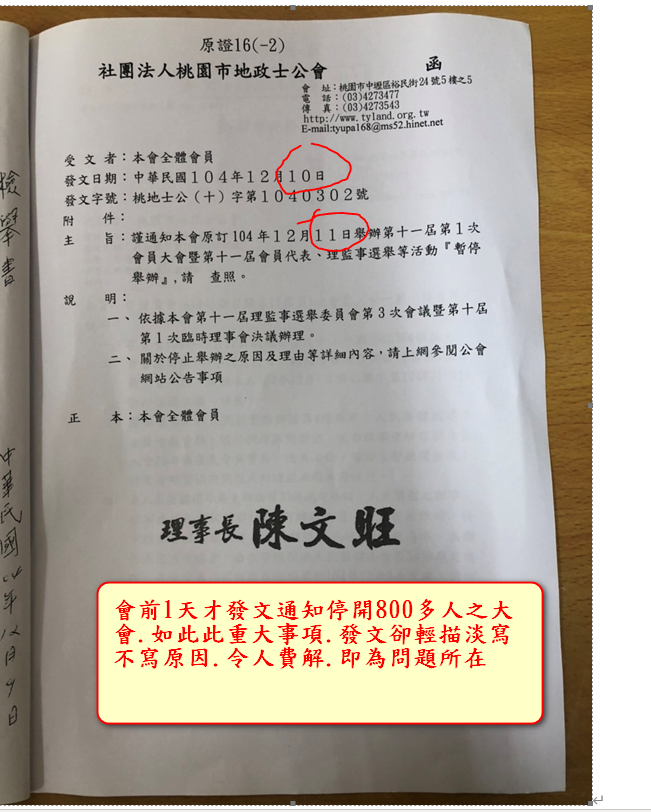 原證16(-2)
社團法人桃園市地政士公會 函
會 址：桃園市中壢區裕民街24號5樓之5
電 話：(03)4273477
傳 真：(03)4273543
http://www.tyland.org.tw
E-mail:tyupa168@ms52.hinet.net
受 文 者：本會全體會員
發文日期：中華民國104年12月10日
發文字號：桃地士公（十）字第1040302號
附 件：
主 旨：謹通知本會原訂104年12月11日舉辦第十一屆第1次
會員大會暨第十一屆會員代表、理監事選舉等活動『暫停
舉辦』,請 查照。
說 明：
一、依據本會第十一屆理監事選舉委員會第3次會議暨第十屆
第1次臨時理事會決議辦理。
二、關於停止舉辦之原因及理由等詳細內容，請上網參閱公會
網站公告事項
正 本：本會全體會員
理事長 陳文旺
會前1天才發文通知停開800多人之大
會.如此此重大事項.發文卻輕描淡寫
不寫原因.令人費解.即為問題所在
檢舉書
中華民國104年12月9日